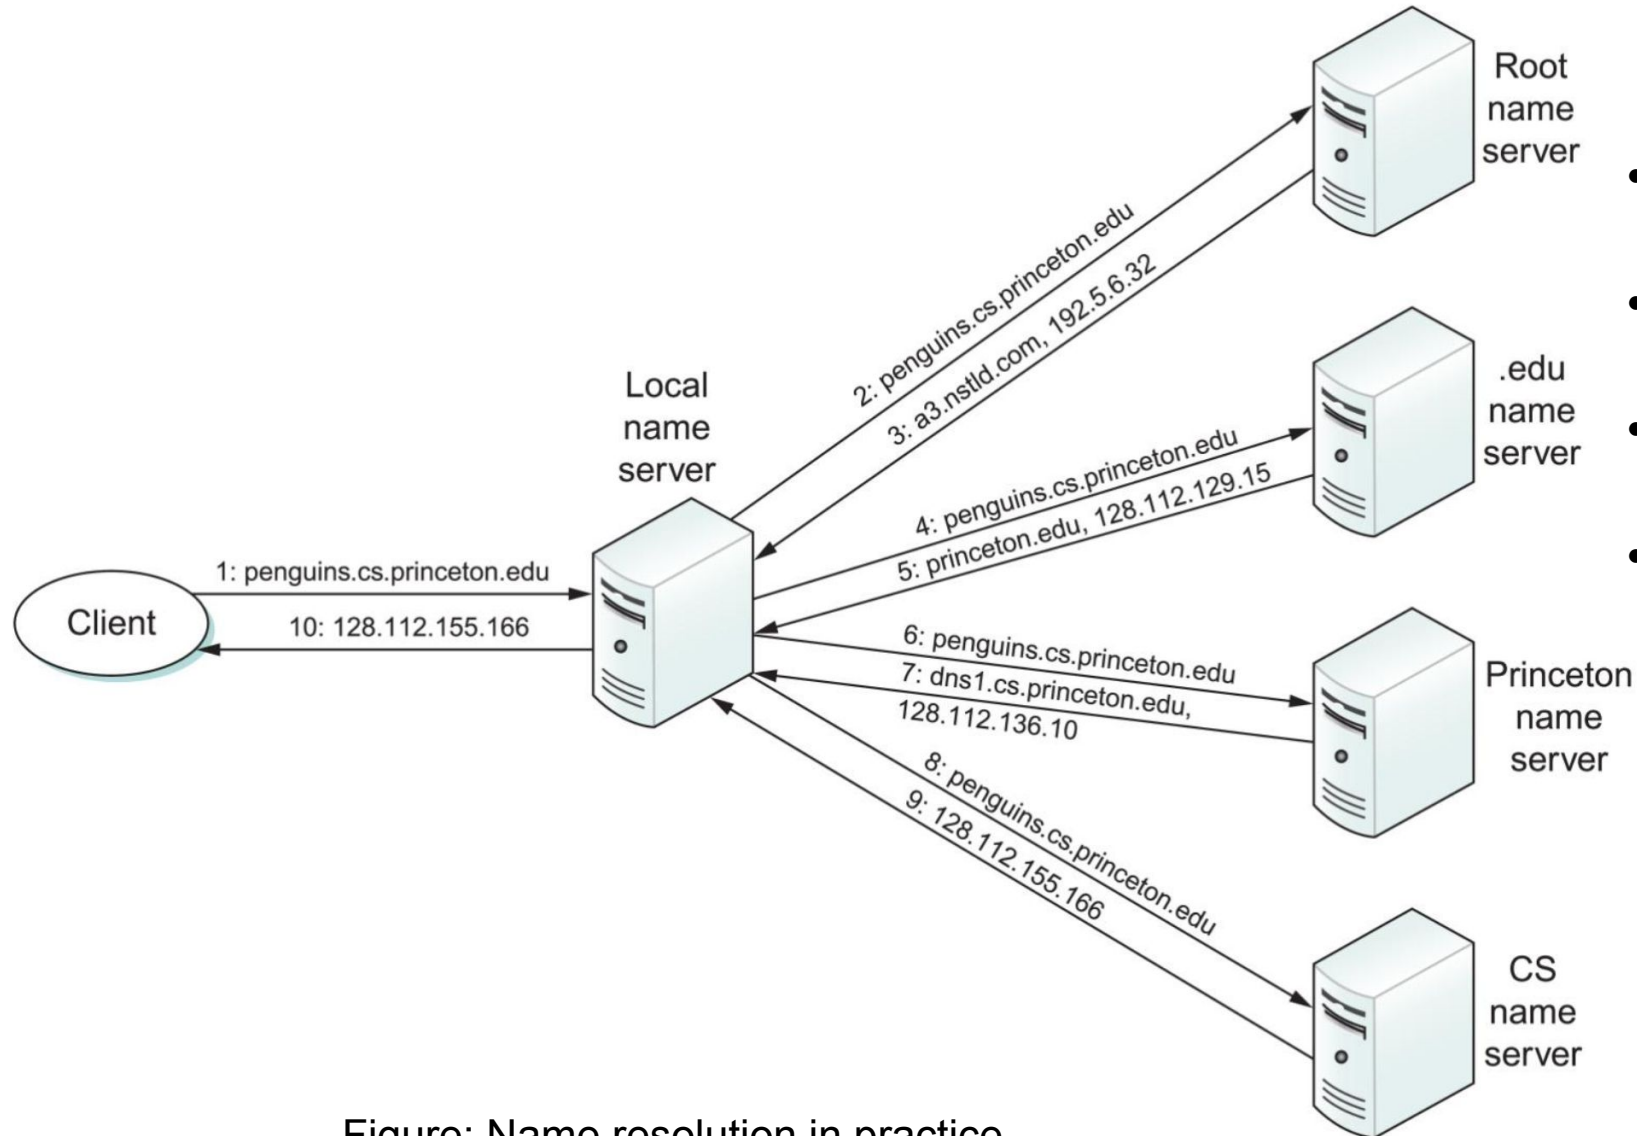 Root
name
server
2: penguins.cs.princeton.edu
3: a3.nstld.com, 192.5.6.32
.edu
name
server
Local
name
server
4: penguins.cs.princeton.edu
5: princeton.edu, 128.112.129.15
1: penguins.cs.princeton.edu
Client
10: 128.112.155.166
6: penguins.cs.princeton.edu
7: dns1.cs.princeton.edu,
128.112.136.10
Princeton
name
server
8: penguins.cs.princeton.edu
9: 128.112.155.166
CS
name
server
Figure: Name resolution in practice